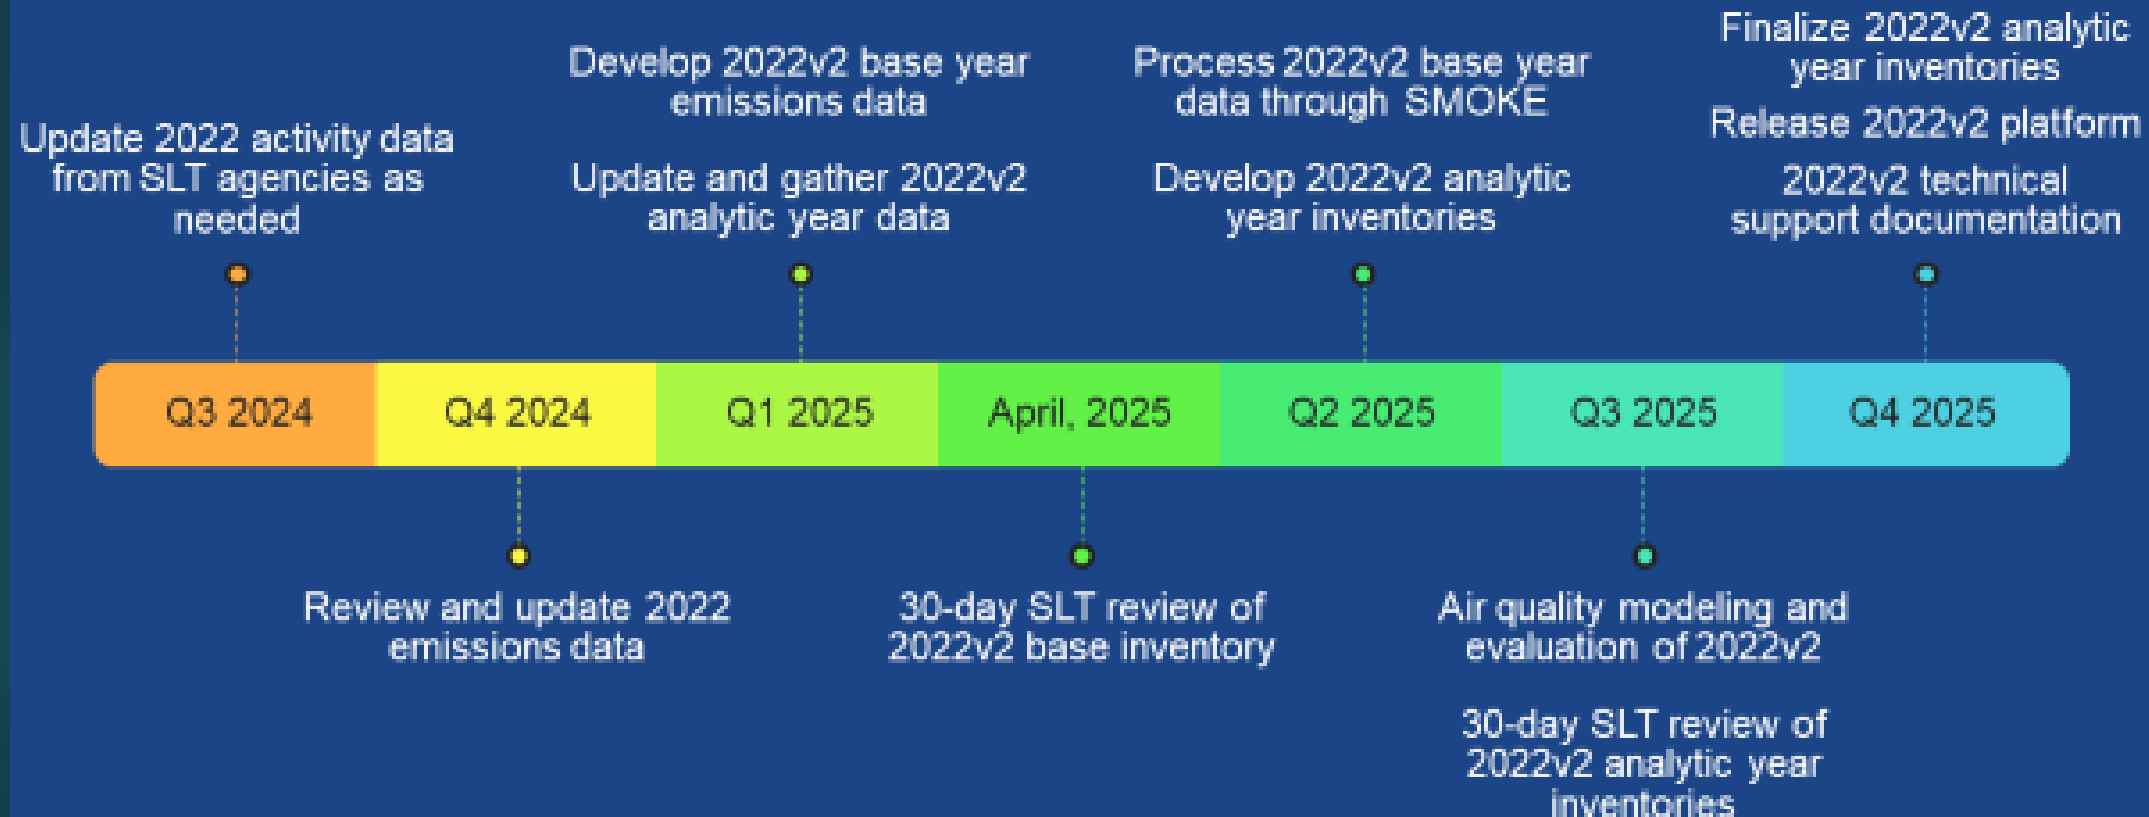 Update 2022 activity data
from SLT agencies as
needed
Develop 2022v2 base year
emissions data
Update and gather 2022v2
analytic year data
Process 2022v2 base year
data through SMOKE
Develop 2022v2 analytic
year inventories
Finalize 2022v2 analytic
year inventories
Release 2022v2 platform
2022v2 technical
support documentation
Q3 2024
Q4 2024
Q1 2025
April, 2025
Q2 2025
Q3 2025
Q4 2025
Review and update 2022
emissions data
30-day SLT review of
2022v2 base inventory
Air quality modeling and
evaluation of 2022v2
30-day SLT review of
2022v2 analytic year
inventories